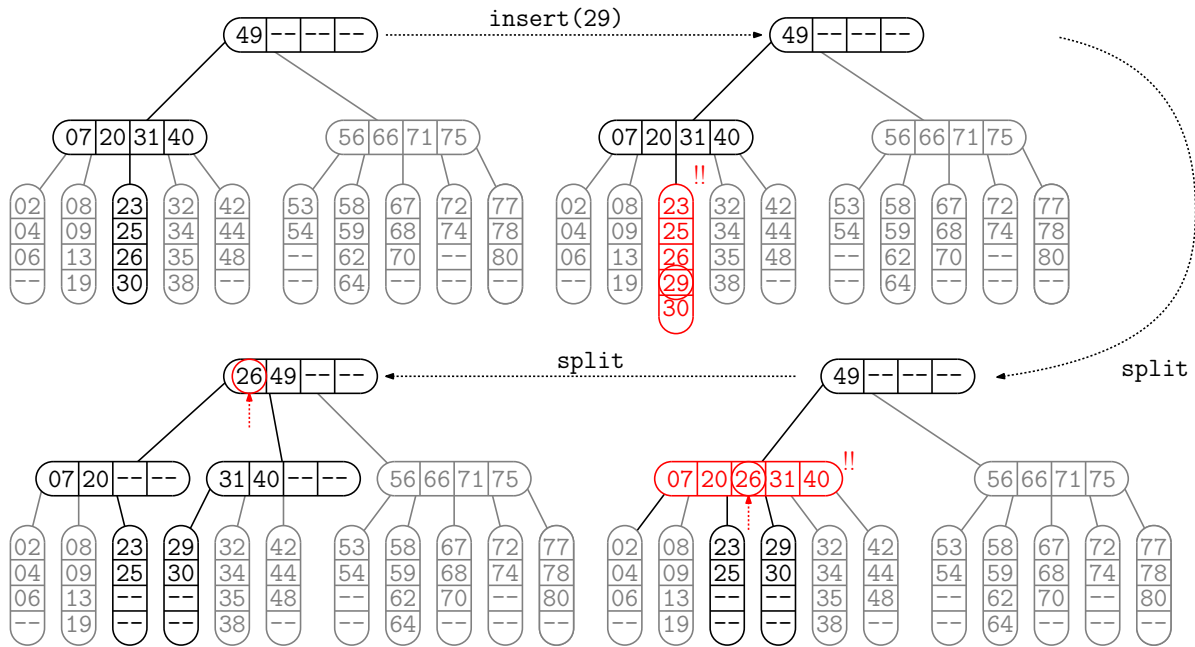 insert(29)
49 -- -- -- 49 -- -- --
07 20 31 40 56 66 71 75 07 20 31 40 56 66 71 75
!!
02 08 23 32 42 53 58 67 72 77 02 08 23 32 42 53 58 67 72 77
04 09 25 34 44 54 59 68 74 78 04 09 25 34 44 54 59 68 74 78
06 13 26 35 48 -- 62 70 -- 80 06 13 26 35 48 -- 62 70 -- 80
-- 19 30 38 -- -- 64 -- -- -- -- 19 29 38 -- -- 64 -- -- --
30
split
split
26 49 -- -- 49 -- -- --
!!
07 20 -- -- 31 40 -- -- 56 66 71 75 07 20 26 31 40 56 66 71 75
02 08 23 29 32 42 53 58 67 72 77 02 08 23 29 32 42 53 58 67 72 77
04 09 25 30 34 44 54 59 68 74 78 04 09 25 30 34 44 54 59 68 74 78
06 13 -- -- 35 48 -- 62 70 -- 80 06 13 -- -- 35 48 -- 62 70 -- 80
-- 19 -- -- 38 -- -- 64 -- -- -- -- 19 -- -- 38 -- -- 64 -- -- --